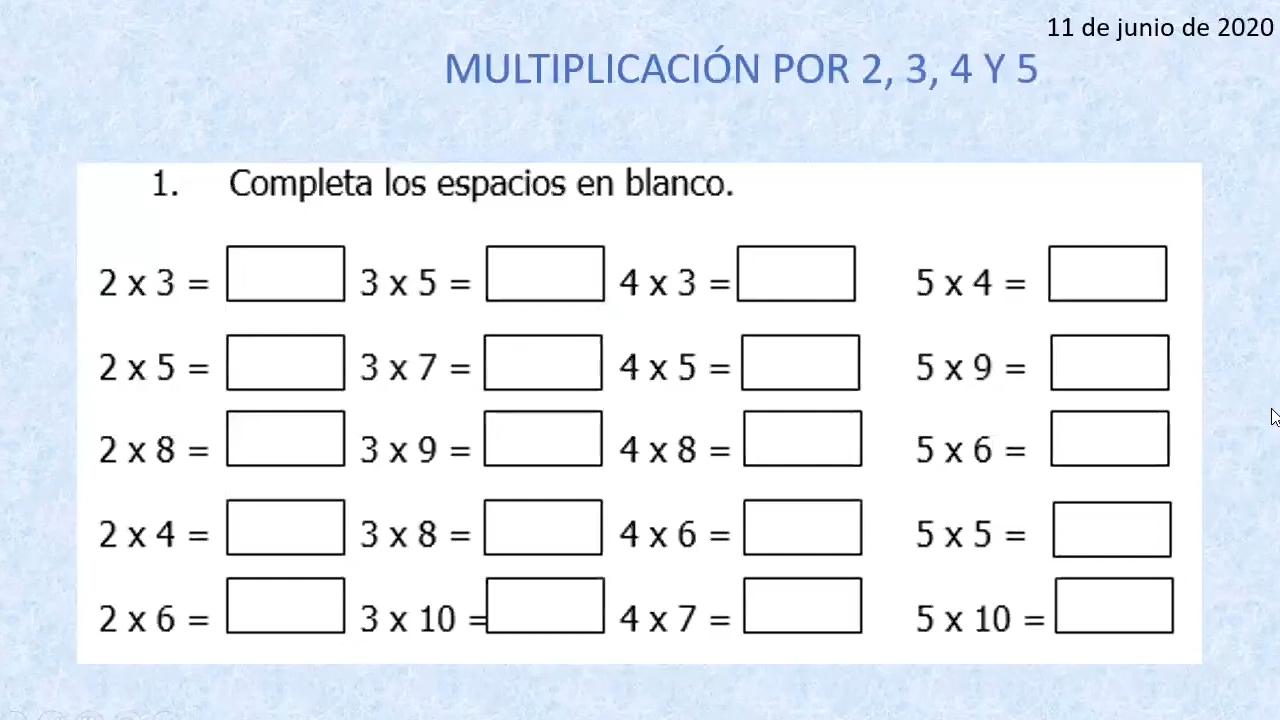 11 de junio de 2020
MULTIPLICACIÓN POR 2, 3, 4 Y 5
1. Completa los espacios en blanco.
2 x 3 = 3 x 5 = 4 x 3 = 5 x 4 =
2 x 5 = 3 x 7 = 4 x 5 = 5 x 9 =
2 x 8 = 3 x 9 = 4 x 8 = 5 x 6 =
2 x 4 = 3 x 8 = 4 x 6 = 5 x 5 =
2 x 6 = 3 x 10 = 4 x 7 = 5 x 10 =